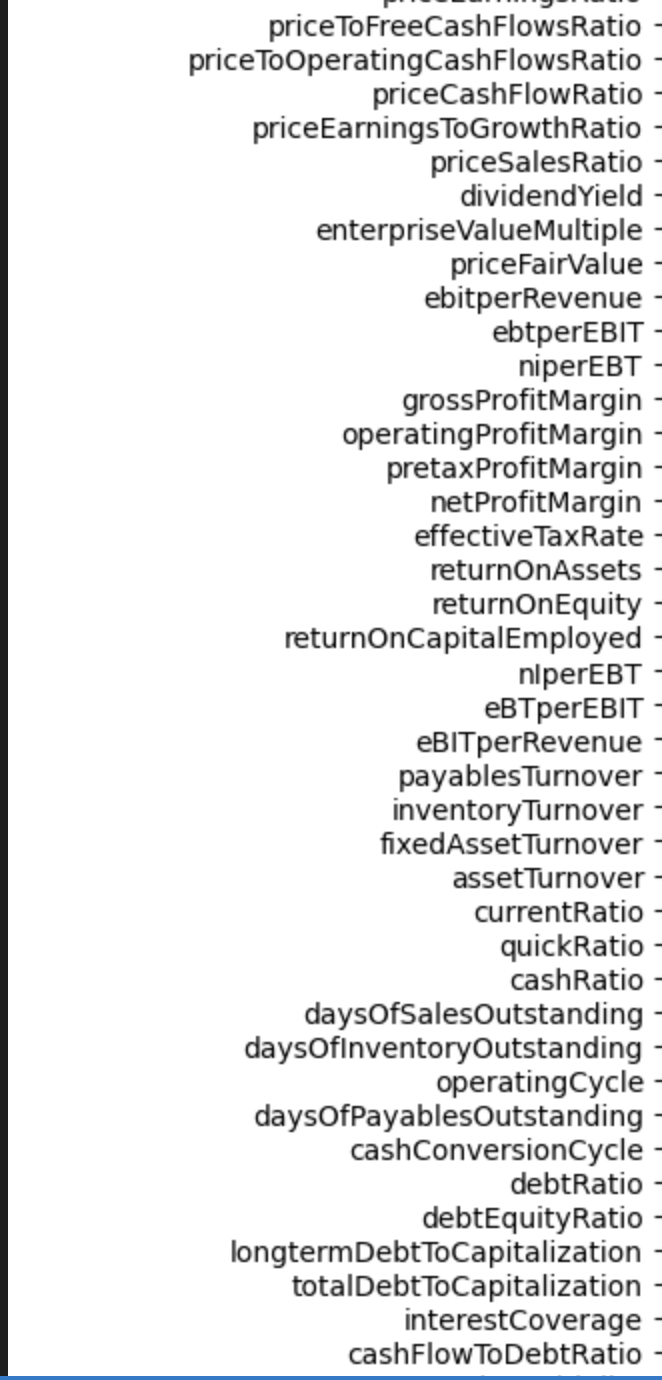 priceToFreeCashFlowsRatio
priceToOperatingCashFlowsRatio
priceCashFlowRatio
priceEarningsToGrowthRatio
priceSalesRatio
dividendYield
enterpriseValueMultiple
priceFairValue
ebitperRevenue
ebtperEBIT
niperEBT
grossProfitMargin
operatingProfitMargin
pretaxProfitMargin
netProfitMargin
effectiveTaxRate
returnOnAssets
returnOnEquity
returnOnCapitalEmployed
nIperEBT
eBTperEBIT
eBITperRevenue
payablesTurnover
inventoryTurnover
fixedAssetTurnover
assetTurnover
currentRatio
quickRatio
cashRatio
daysOfSalesOutstanding
daysOfInventoryOutstanding
operatingCycle
daysOfPayablesOutstanding
cashConversionCycle
debtRatio
debtEquityRatio
longtermDebtToCapitalization
totalDebtToCapitalization
interestCoverage
cashFlowToDebtRatio